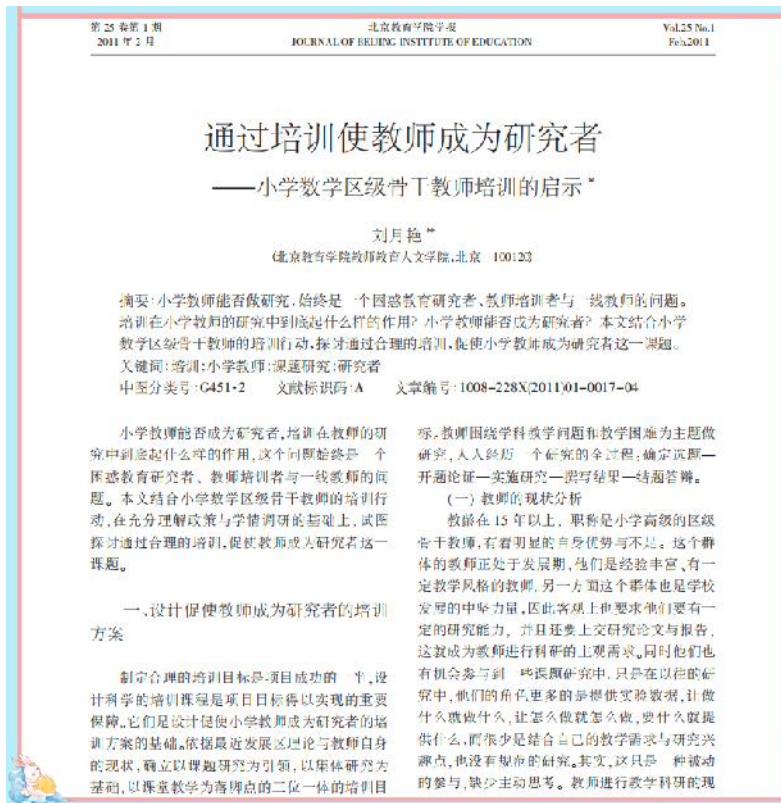 第 25 卷第 1 期
2011 年 2 月
北京教育学院学报
JOURNAL OF BEIJING INSTITUTE OF EDUCATION
Vol.25 No.1
Feb.2011
通过培训使教师成为研究者
——小学数学区级骨干教师培训的启示*
刘月艳**
(北京教育学院教师教育人文学院,北京 100120)
摘要:小学教师能否做研究,始终是一个困惑教育研究者、教师培训者与一线教师的问题。
培训在小学教师的研究中到底起什么样的作用?小学教师能否成为研究者?本文结合小学
数学区级骨干教师的培训行动,探讨通过合理的培训,促使小学教师成为研究者这一课题。
关键词:培训;小学教师;课题研究;研究者
中图分类号:G451·2 文献标识码:A 文章编号:1008-228X(2011)01-0017-04
小学教师能否成为研究者,培训在教师的研
究中到底起什么样的作用,这个问题始终是一个
困惑教育研究者、教师培训者与一线教师的问
题。本文结合小学数学区级骨干教师的培训行
动,在充分理解政策与学情调研的基础上,试图
探讨通过合理的培训,促使教师成为研究者这一
课题。
一、设计促使教师成为研究者的培训
方案
制定合理的培训目标是项目成功的一半,设
计科学的培训课程是项目目标得以实现的重要
保障。它们是设计促使小学教师成为研究者的培
训方案的基础。依据最近发展区理论与教师自身
的现状,确立以课题研究为引领,以集体研究为
基础,以课堂教学为落脚点的三位一体的培训目
标。教师围绕学科教学问题和教学困难为主题做
研究,人人经历一个研究的全过程:确定选题—
开题论证—实施研究—撰写结果—结题答辩。
(一) 教师的现状分析
教龄在 15 年以上,职称是小学高级的区级
骨干教师,有着明显的自身优势与不足。这个群
体的教师正处于发展期,他们是经验丰富、有一
定教学风格的教师,另一方面这个群体也是学校
发展的中坚力量,因此客观上也要求他们要有一
定的研究能力,并且还要上交研究论文与报告,
这就成为教师进行科研的主观需求。同时他们也
有机会参与到一些课题研究中,只是在以往的研
究中,他们的角色更多的是提供实验数据,让做
什么就做什么,让怎么做就怎么做,要什么就提
供什么,而很少是结合自己的教学需求与研究兴
趣点,也没有规范的研究。其实,这只是一种被动
的参与,缺少主动思考。教师进行教学科研的现